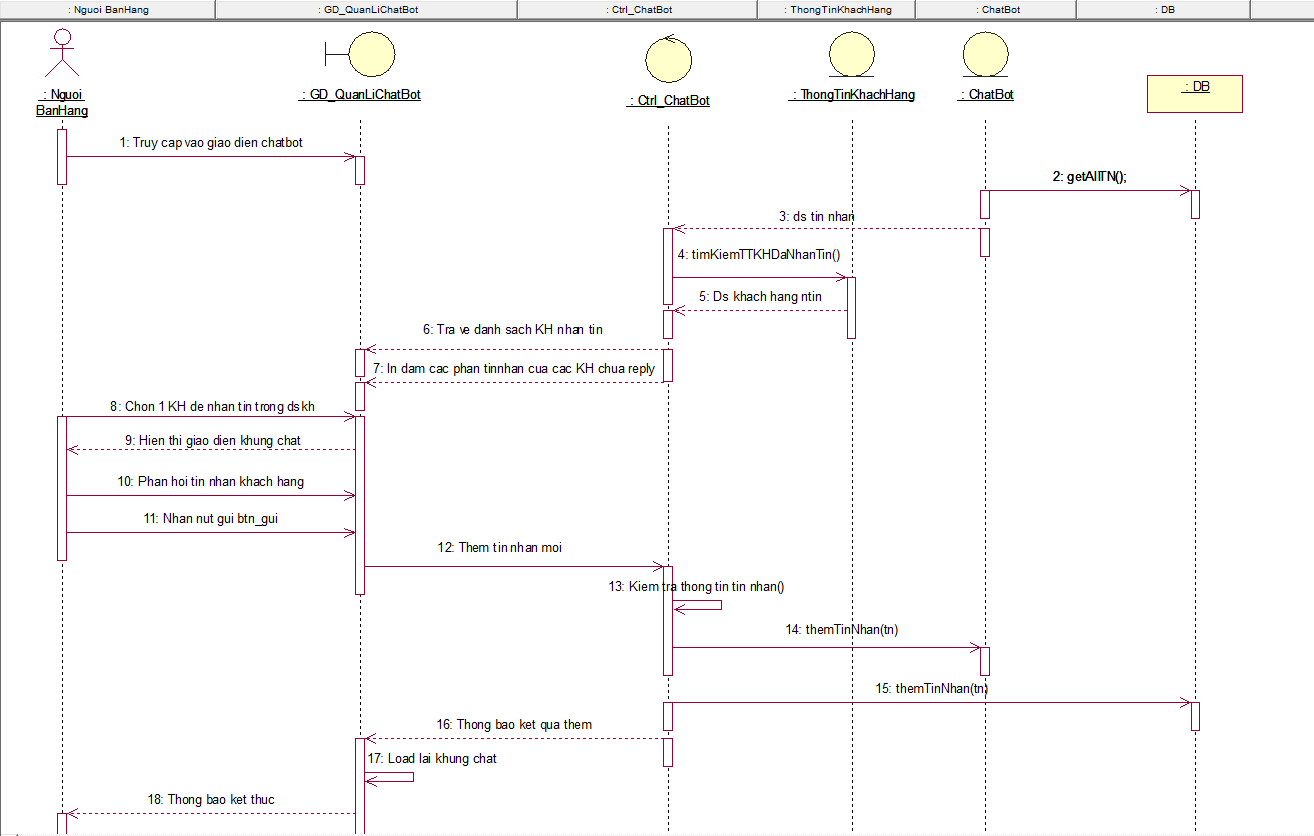 : Nguoi BanHang
: GD_QuanLiChatBot
: Ctrl_ChatBot
: ThongTinKhachHang
: ChatBot
: DB
: Nguoi
BanHang
: GD_QuanLiChatBot
: Ctrl_ChatBot
: ThongTinKhachHang
: ChatBot
: DB
1: Truy cap vao giao dien chatbot
2: getAllTN();
3: ds tin nhan
4: timKiemTTKHDaNhanTin()
5: Ds khach hang ntin
6: Tra ve danh sach KH nhan tin
7: In dam cac phan tinnhan cua cac KH chua reply
8: Chon 1 KH de nhan tin trong dskh
9: Hien thi giao dien khung chat
10: Phan hoi tin nhan khach hang
11: Nhan nut gui btn_gui
12: Them tin nhan moi
13: Kiem tra thong tin tin nhan()
14: themTinNhan(tn)
15: themTinNhan(tn)
16: Thong bao ket qua them
17: Load lai khung chat
18: Thong bao ket thuc